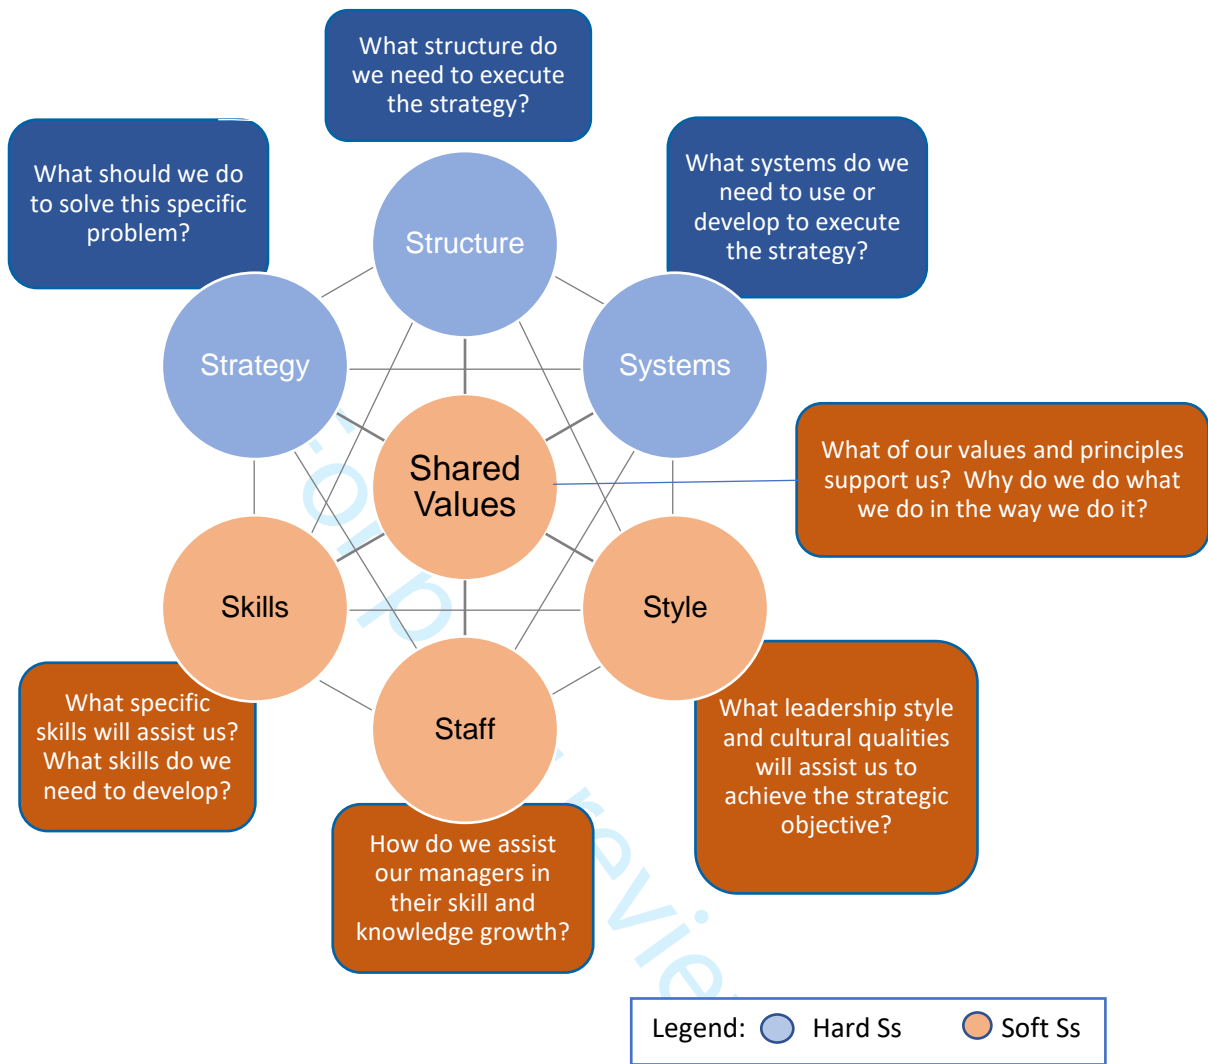 What structure do
we need to execute
the strategy?
What should we do
to solve this specific
problem?
What systems do we
need to use or
develop to execute
the strategy?
Structure
Strategy
Systems
Shared
Values
What of our values and principles
support us?  Why do we do what
we do in the way we do it?
Skills
Style
Staff
What specific
skills will assist us?
What skills do we
need to develop?
What leadership style
and cultural qualities
will assist us to
achieve the strategic
objective?
How do we assist
our managers in
their skill and
knowledge growth?
Legend: Hard Ss Soft Ss